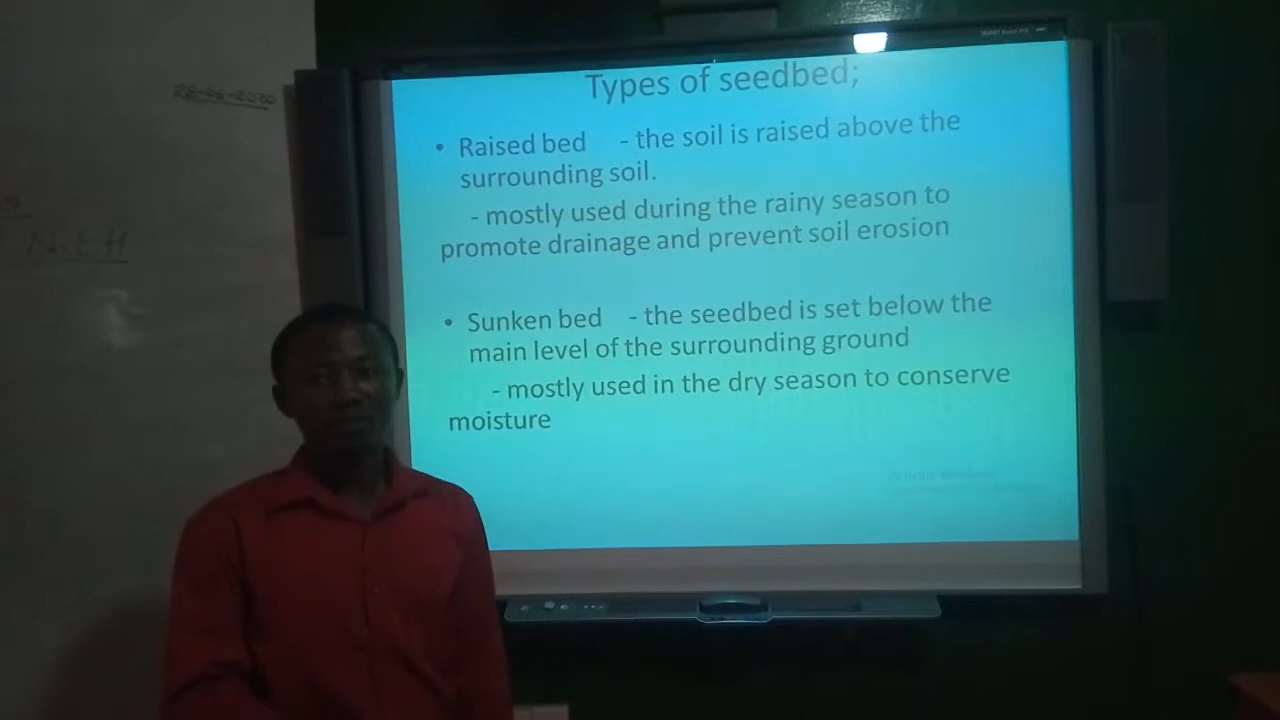 Types of seedbed;
• Raised bed - the soil is raised above the
surrounding soil.
- mostly used during the rainy season to
promote drainage and prevent soil erosion
• Sunken bed - the seedbed is set below the
main level of the surrounding ground
- mostly used in the dry season to conserve
moisture